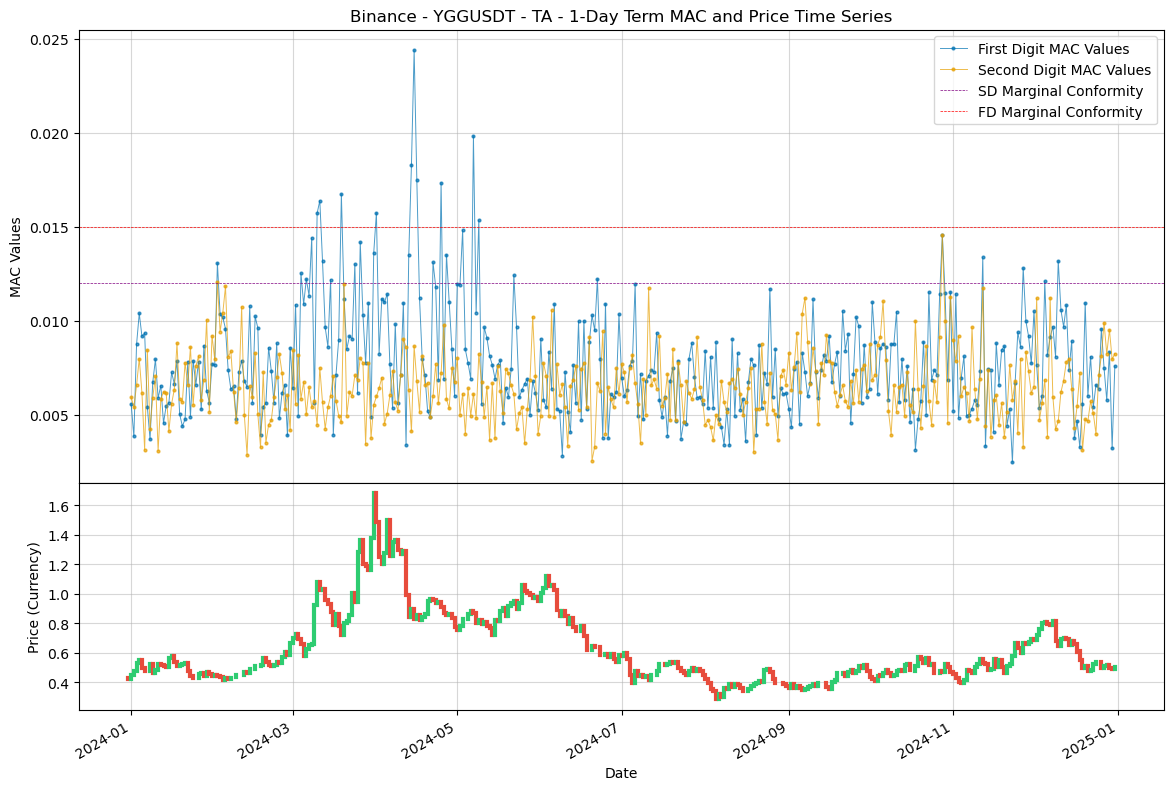 Binance - YGGUSDT - TA - 1-Day Term MAC and Price Time Series
First Digit MAC Values
Second Digit MAC Values
SD Marginal Conformity
FD Marginal Conformity
MAC Values
0.025
0.020
0.015
0.010
0.005
Price (Currency)
1.6
1.4
1.2
1.0
0.8
0.6
0.4
2024-01
2024-03
2024-05
2024-07
2024-09
2024-11
2025-01
Date